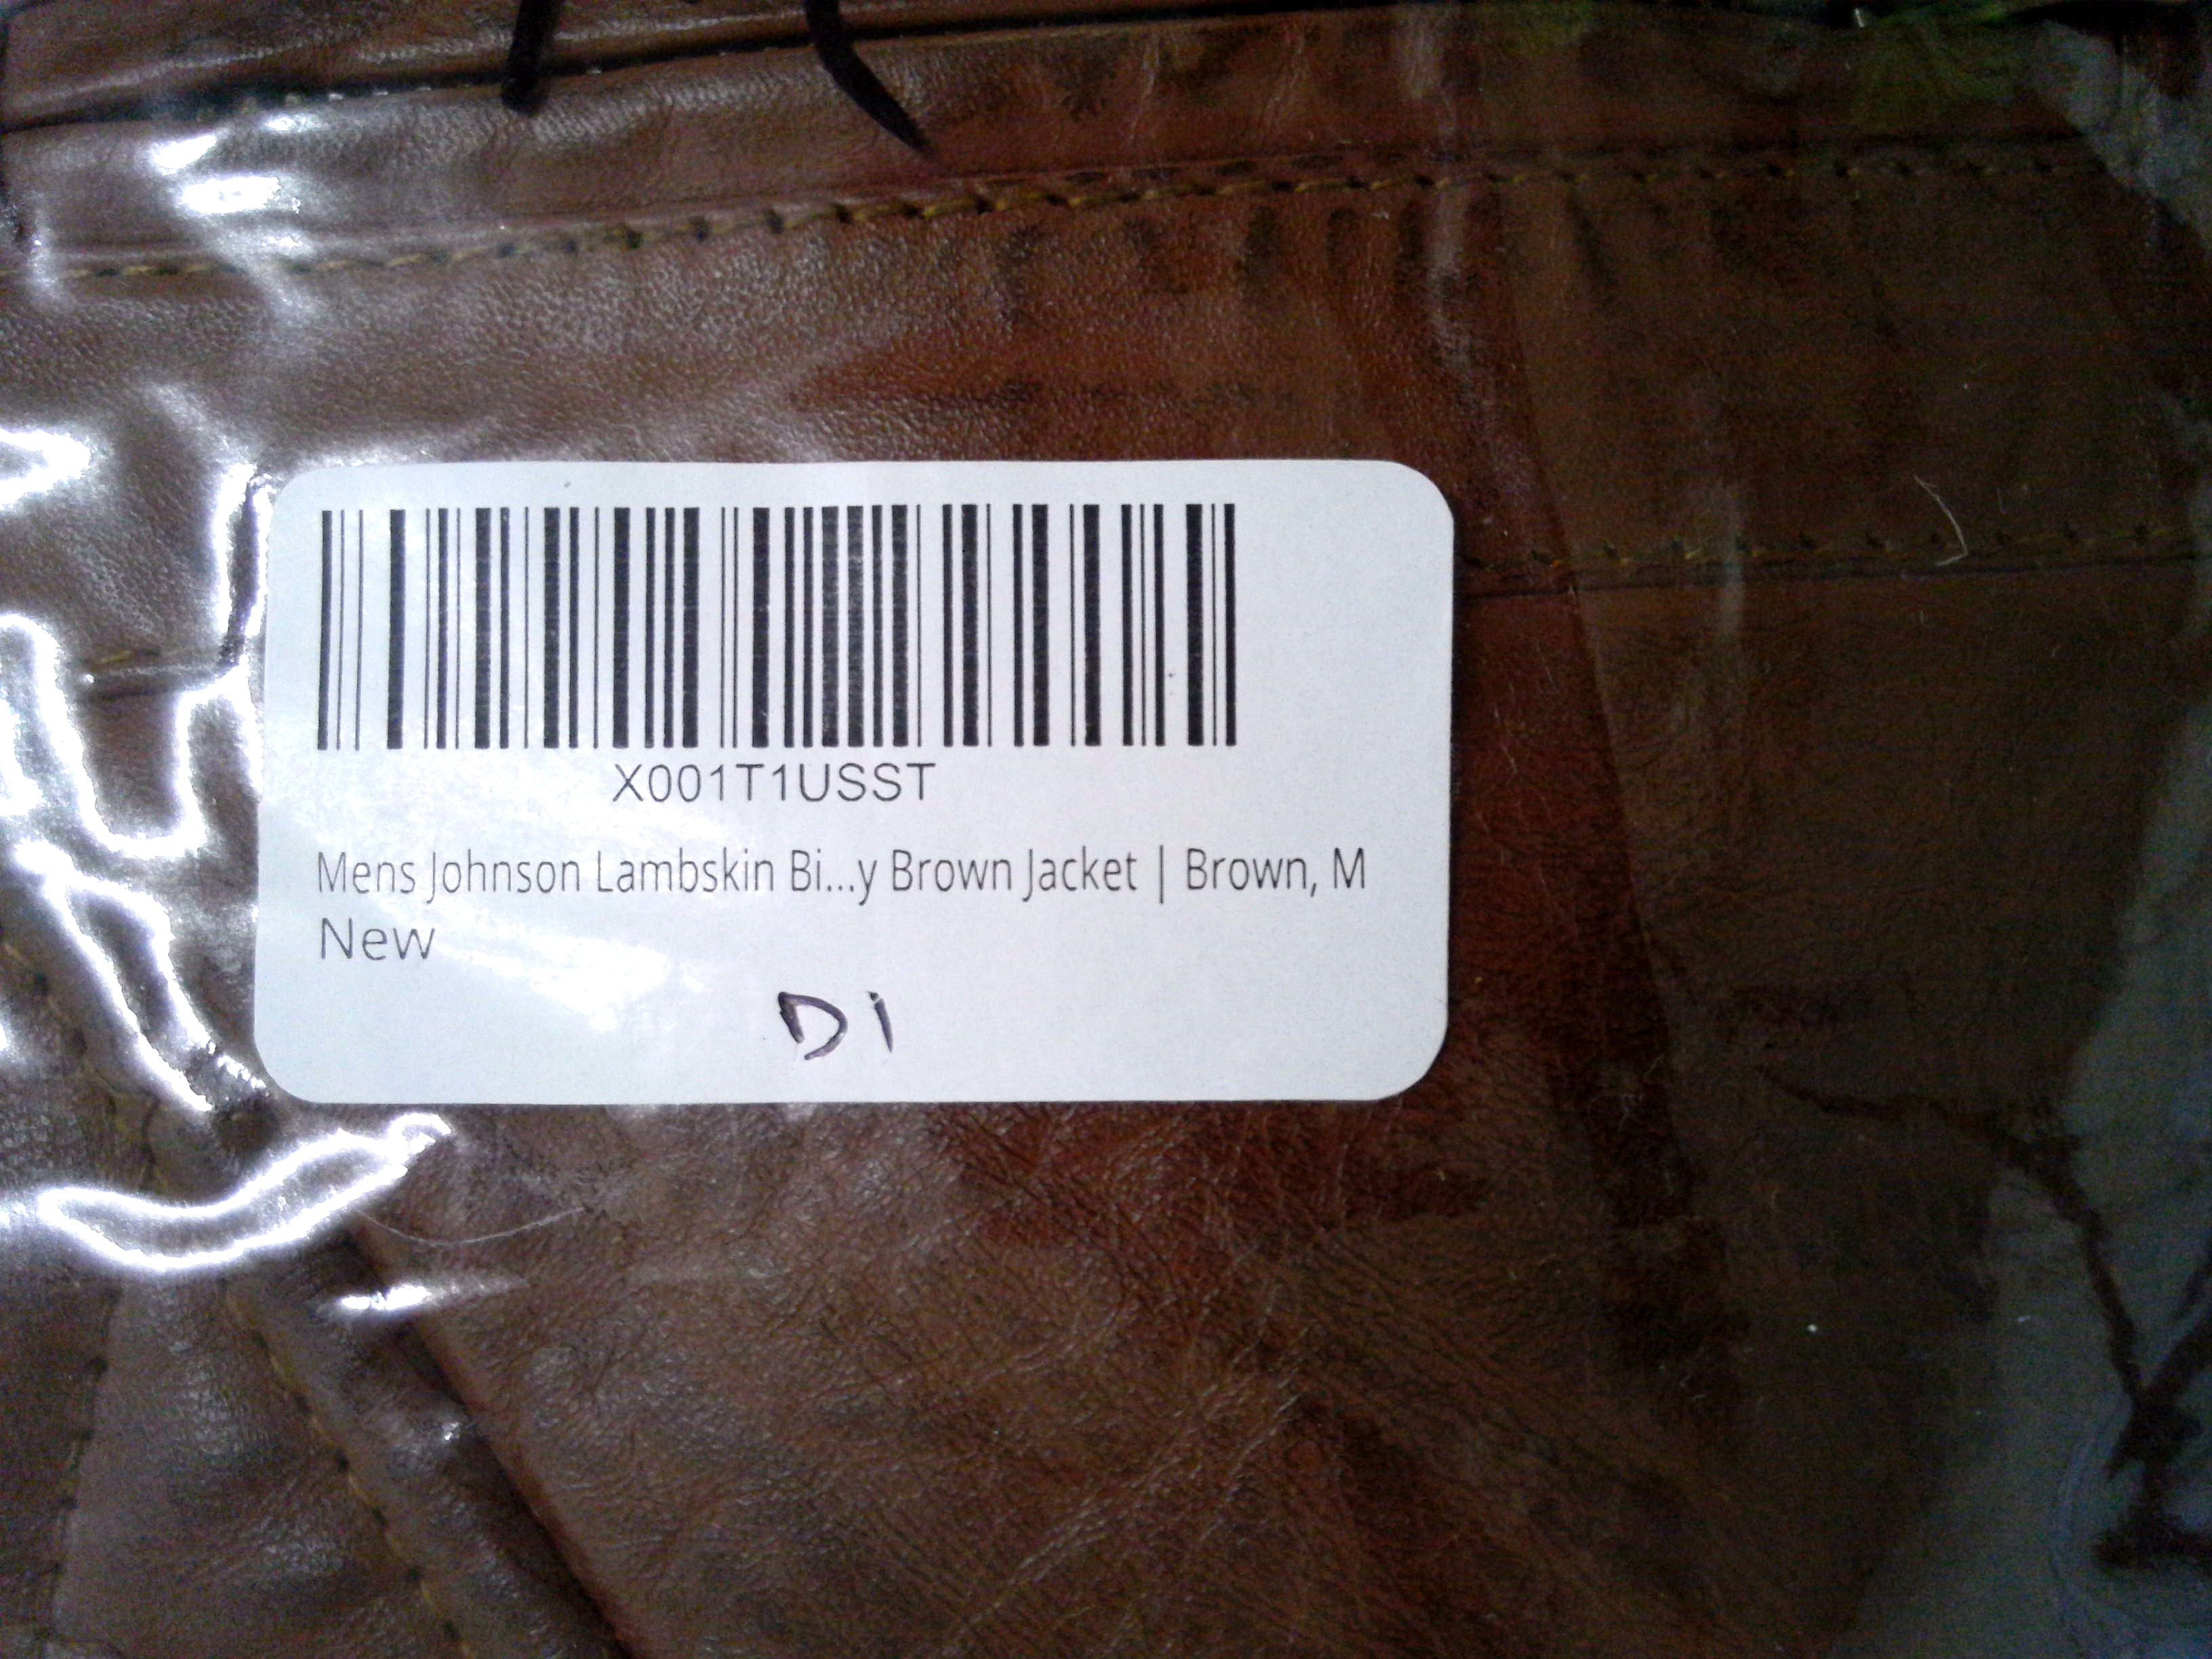 X001T1USST
Mens Johnson Lambskin Bi...y Brown Jacket | Brown, M
New
D1